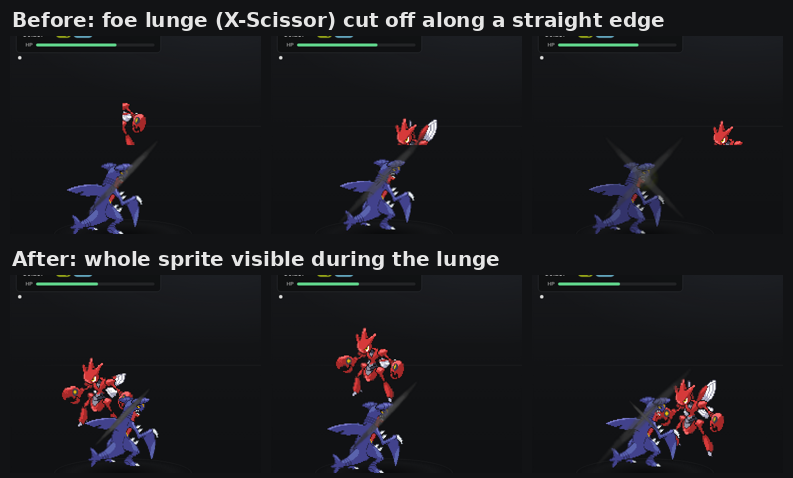 Before: foe lunge (X-Scissor) cut off along a straight edge
HP
HP
After: whole sprite visible during the lunge
HP
HP
HP